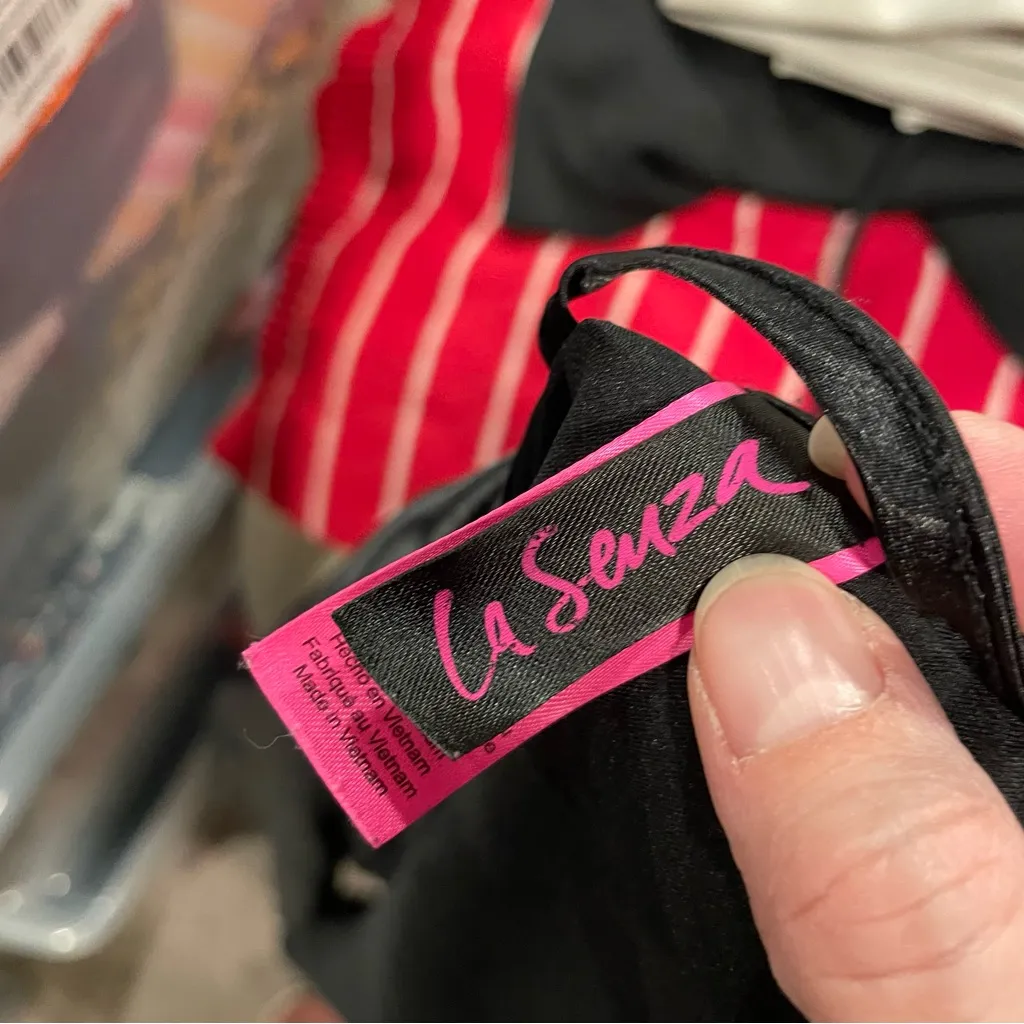 La Senza
Hecho en Vietnam
Fabriqué au Vietnam
Made in Vietnam